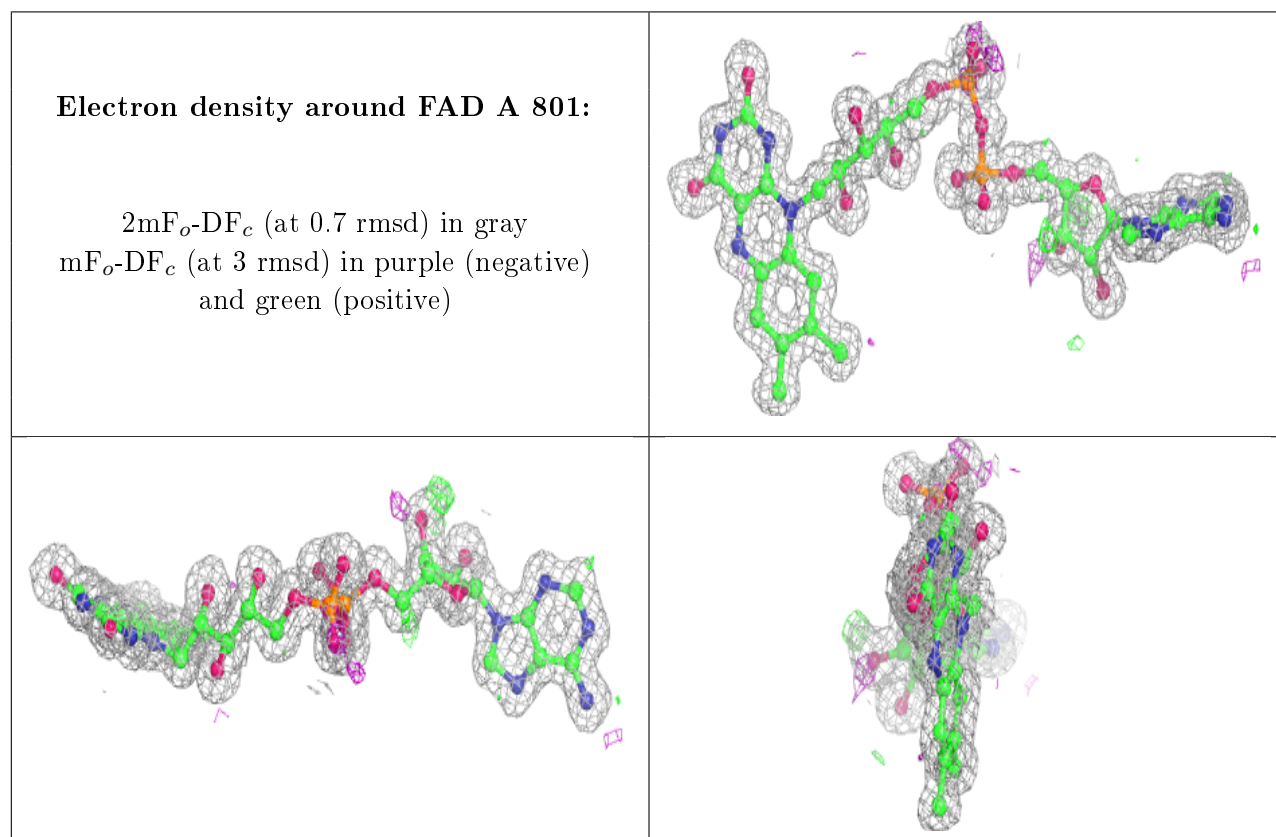 Electron density around FAD A 801:
2mFₒ-DF𝒸 (at 0.7 rmsd) in gray
mFₒ-DF𝒸 (at 3 rmsd) in purple (negative)
and green (positive)